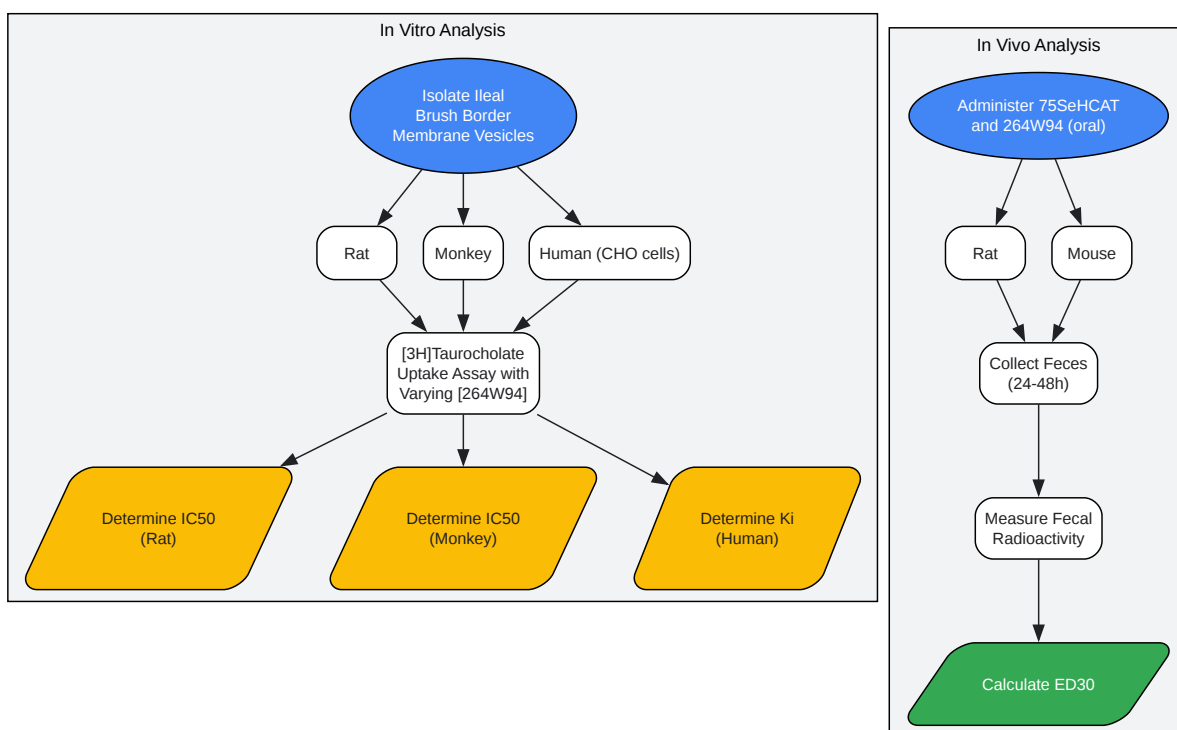 In Vitro Analysis
Isolate Ileal
Brush Border
Membrane Vesicles
Rat
Monkey
Human (CHO cells)
[3H]Taurocholate
Uptake Assay with
Varying [264W94]
Determine IC50
(Rat)
Determine IC50
(Monkey)
Determine Ki
(Human)
In Vivo Analysis
Administer 75SeHCAT
and 264W94 (oral)
Rat
Mouse
Collect Feces
(24-48h)
Measure Fecal
Radioactivity
Calculate ED30